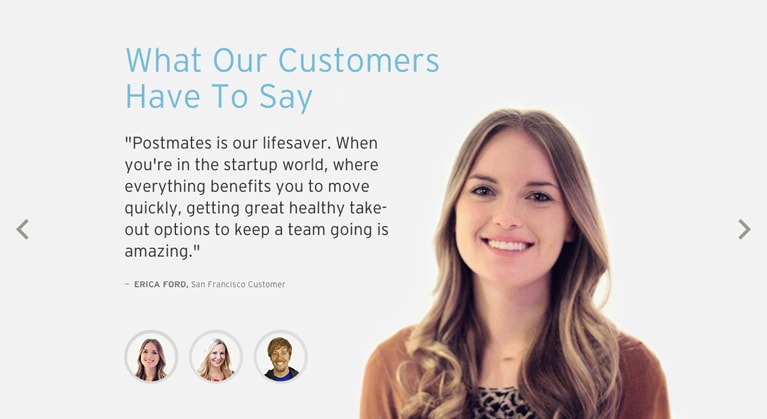 What Our Customers
Have To Say
"Postmates is our lifesaver. When
you're in the startup world, where
everything benefits you to move
quickly, getting great healthy take-
out options to keep a team going is
amazing."
– ERICA FORD, San Francisco Customer